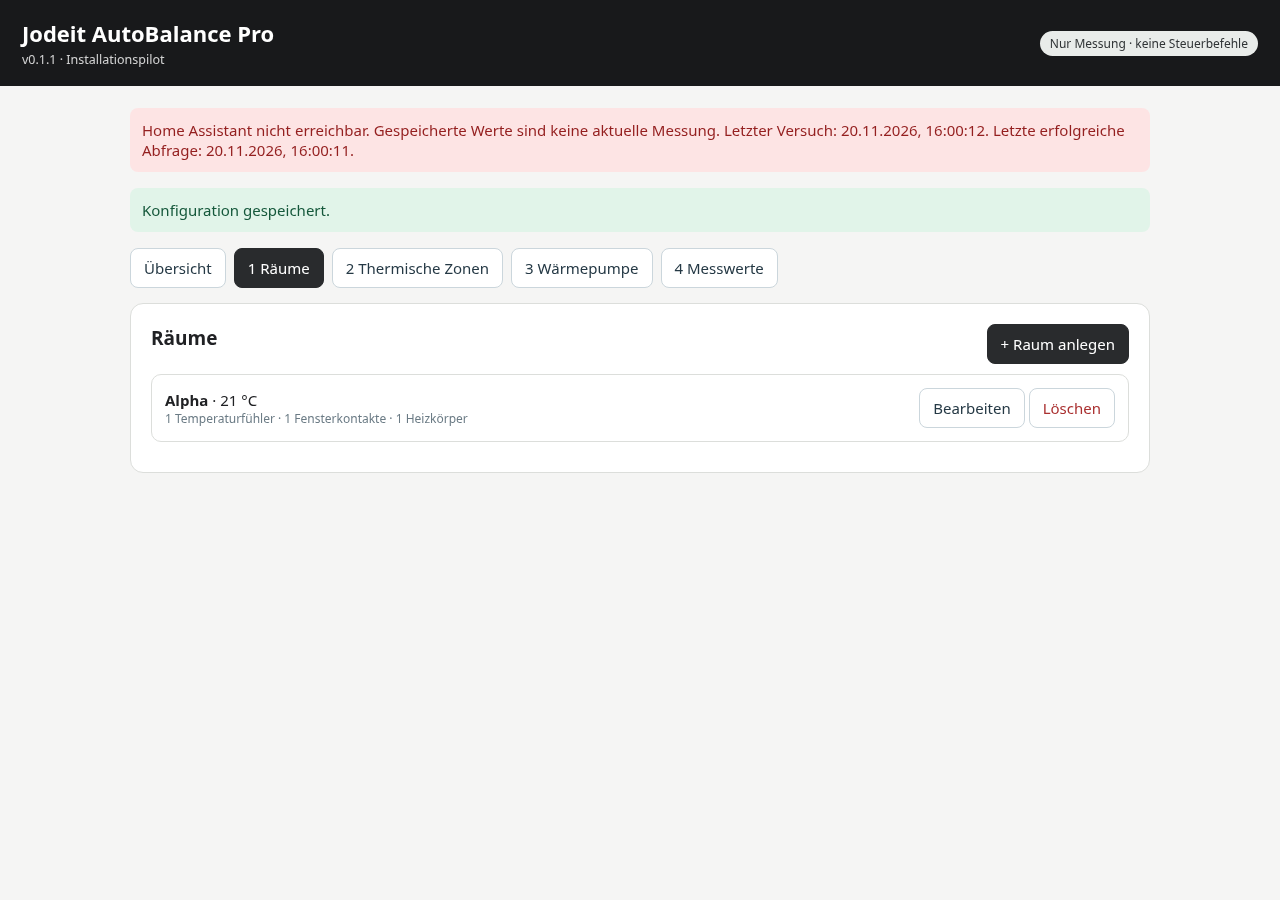 Jodeit AutoBalance Pro
v0.1.1 · Installationspilot
Nur Messung · keine Steuerbefehle
Home Assistant nicht erreichbar. Gespeicherte Werte sind keine aktuelle Messung. Letzter Versuch: 20.11.2026, 16:00:12. Letzte erfolgreiche
Abfrage: 20.11.2026, 16:00:11.
Konfiguration gespeichert.
Übersicht
1 Räume
2 Thermische Zonen
3 Wärmepumpe
4 Messwerte
Räume
+ Raum anlegen
Alpha · 21 °C
1 Temperaturfühler · 1 Fensterkontakte · 1 Heizkörper
Bearbeiten
Löschen